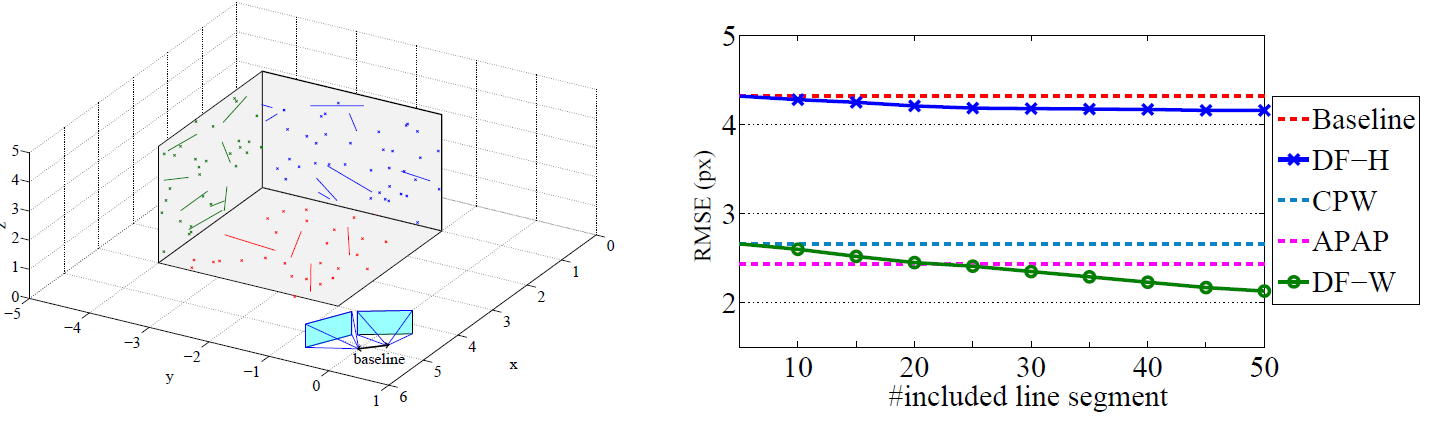 5
4
3
2
1
0
z
−5
−4
−3
−2
−1
0
1
y
6
5
4
3
2
1
0
x
baseline
5
4
3
2
RMSE (px)
10 20 30 40 50
#included line segment
Baseline
DF−H
CPW
APAP
DF−W